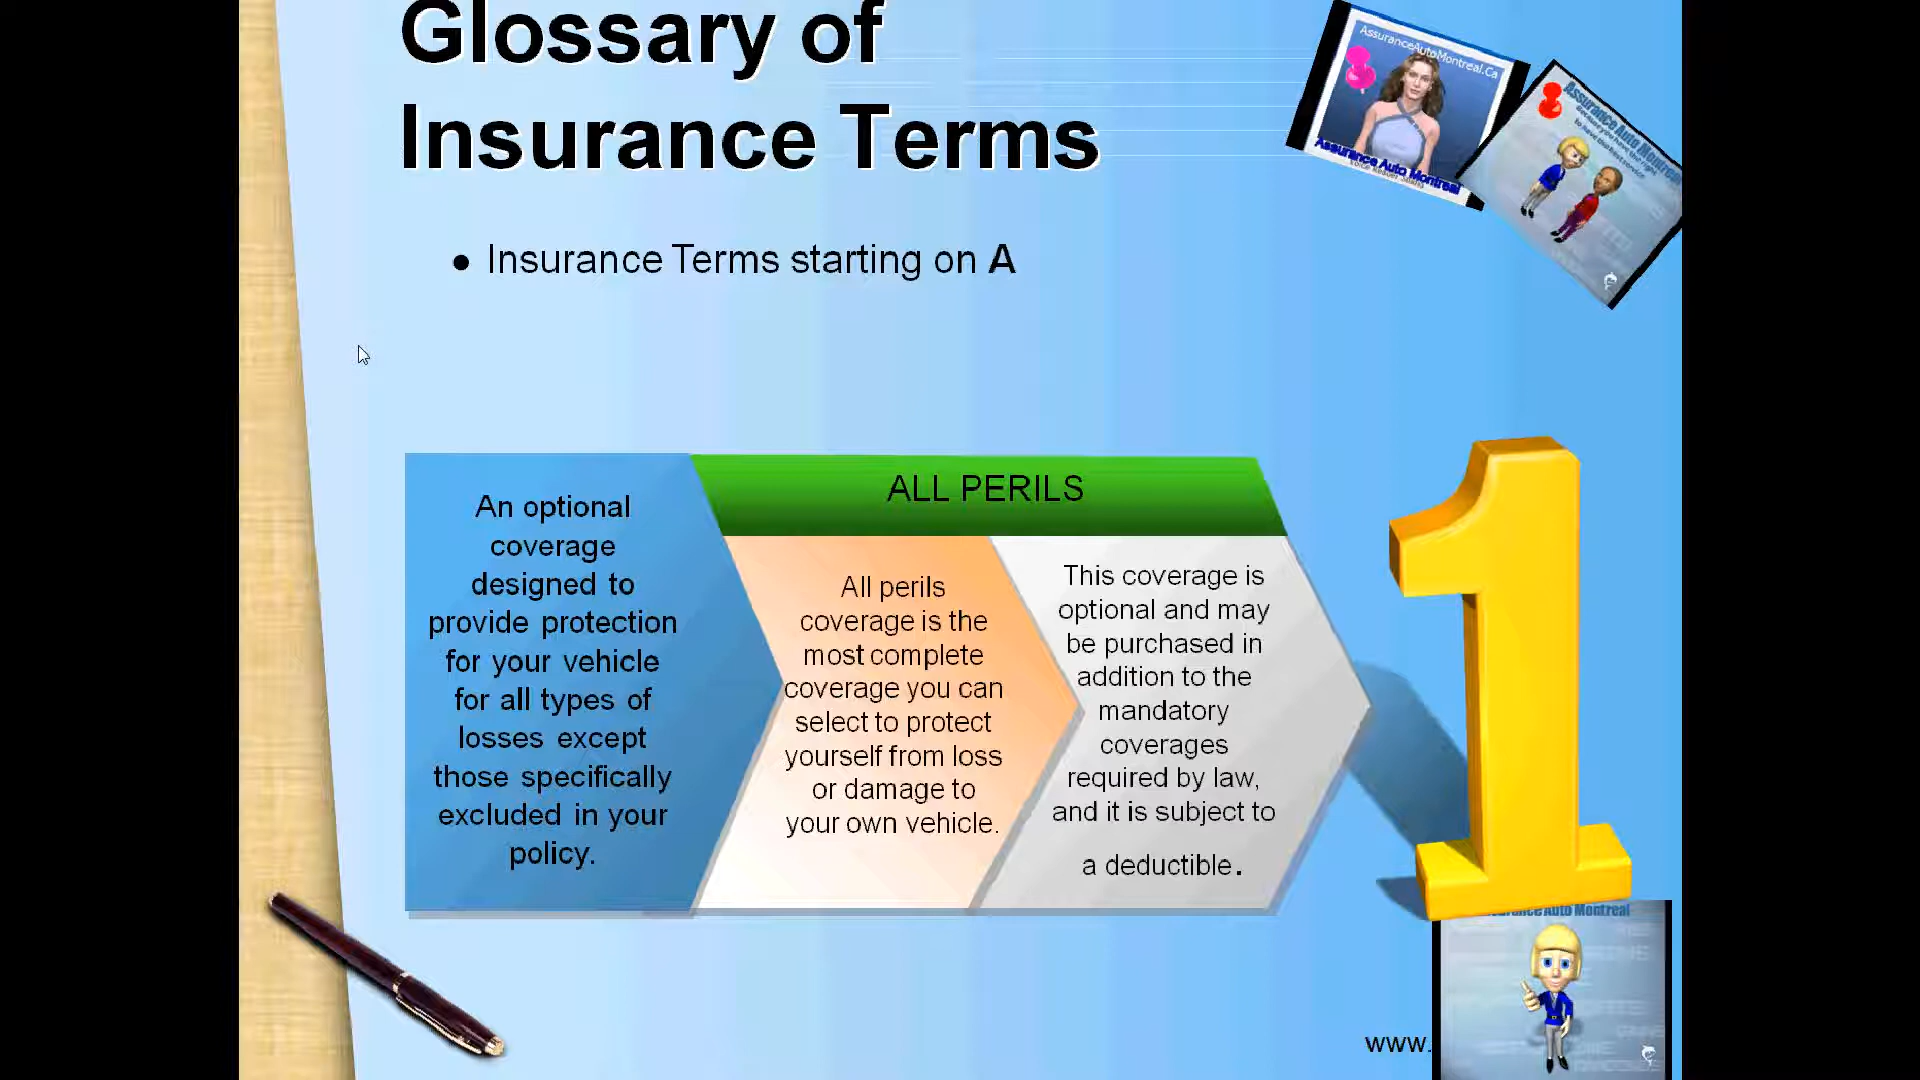 Glossary of
Insurance Terms
AssuranceAutoMontreal.Ca
Assurance Auto Montreal
Assurance Auto Montreal
● Insurance Terms starting on A
ALL PERILS
An optional
coverage
designed to
provide protection
for your vehicle
for all types of
losses except
those specifically
excluded in your
policy.
All perils
coverage is the
most complete
coverage you can
select to protect
yourself from loss
or damage to
your own vehicle.
This coverage is
optional and may
be purchased in
addition to the
mandatory
coverages
required by law,
and it is subject to
a deductible.
1
Auto Montreal
www.